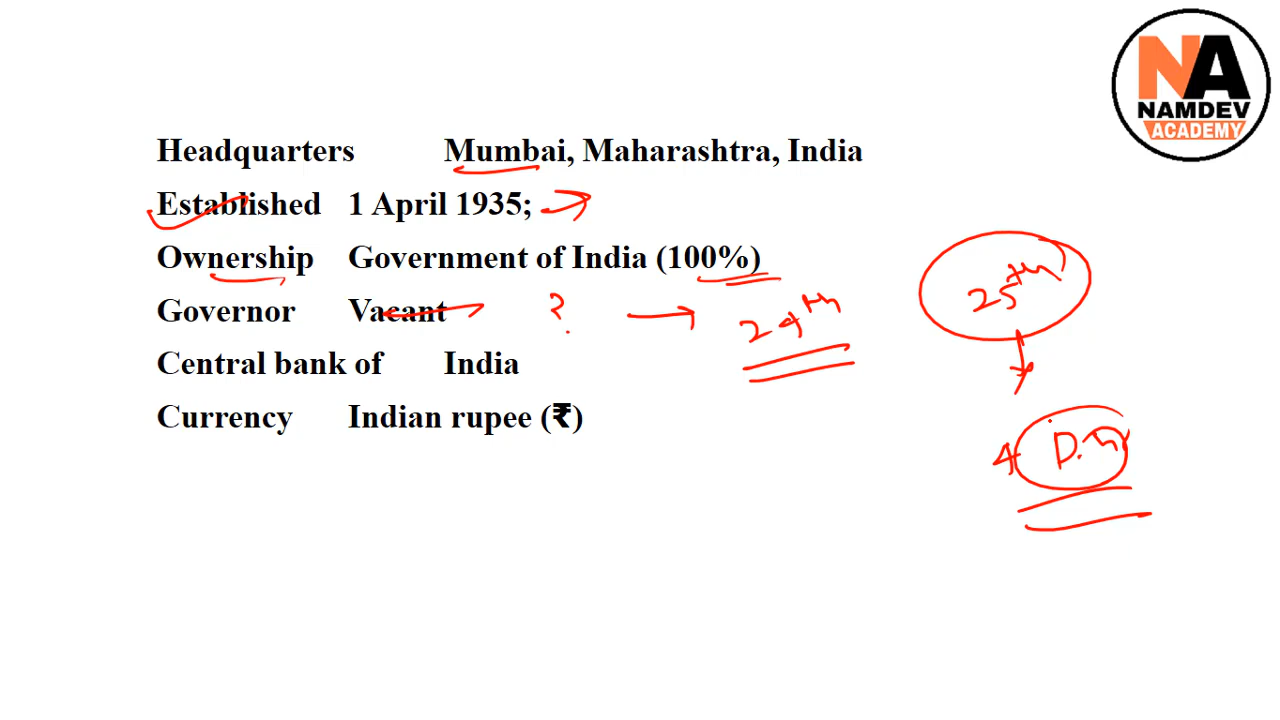 NA
NAMDEV
ACADEMY
Headquarters Mumbai, Maharashtra, India
Established 1 April 1935;
Ownership Government of India (100%)
Governor Vacant ? 24th
25th
Central bank of India
Currency Indian rupee (₹)
4